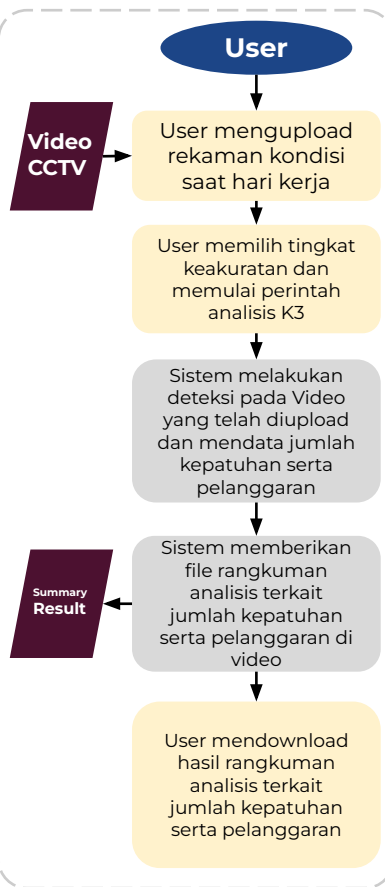 User
Video
CCTV
User mengupload
rekaman kondisi
saat hari kerja
User memilih tingkat
keakuratan dan
memulai perintah
analisis K3
Sistem melakukan
deteksi pada Video
yang telah diupload
dan mendata jumlah
kepatuhan serta
pelanggaran
Summary
Result
Sistem memberikan
file rangkuman
analisis terkait
jumlah kepatuhan
serta pelanggaran di
video
User mendownload
hasil rangkuman
analisis terkait
jumlah kepatuhan
serta pelanggaran